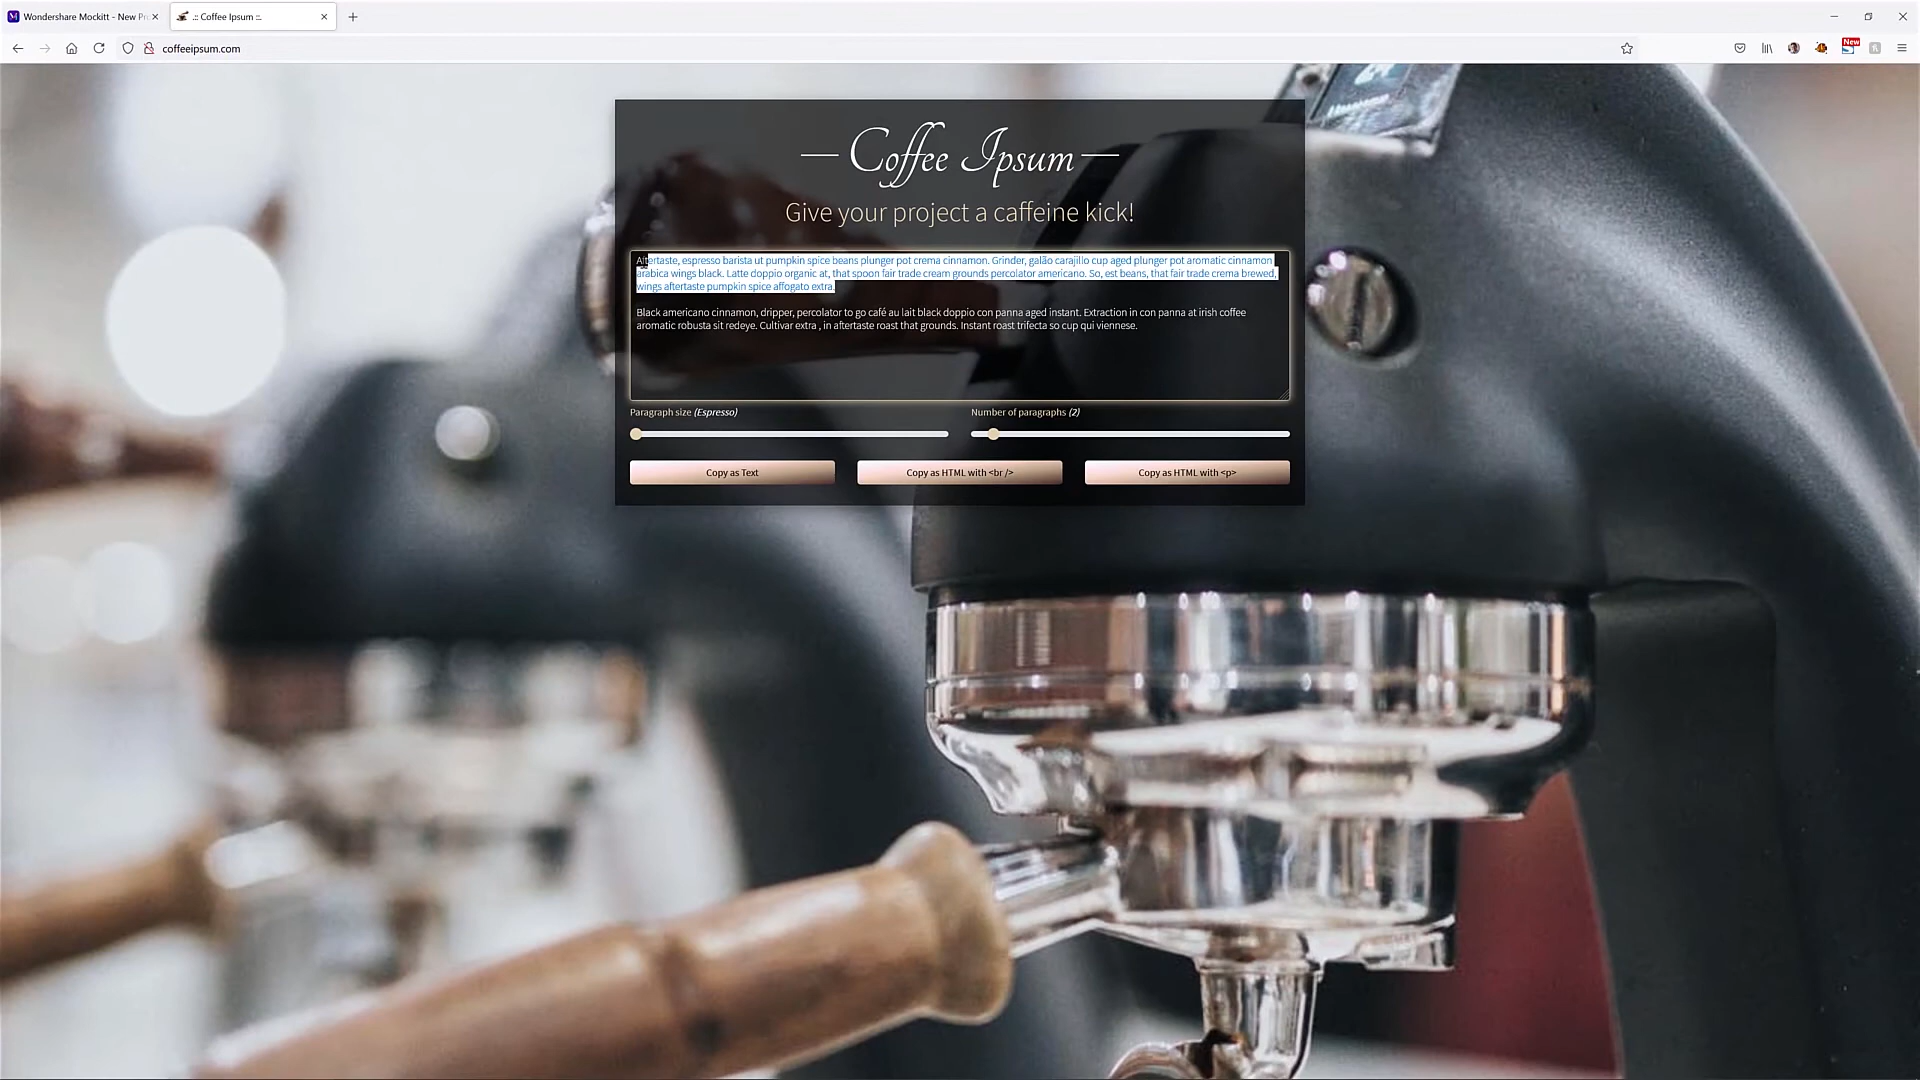 Wondershare Mockitt - New Pr
.:: Coffee Ipsum ::.
coffeeipsum.com
New
Coffee Ipsum
Give your project a caffeine kick!
Aftertaste, espresso barista ut pumpkin spice beans plunger pot crema cinnamon. Grinder, galão carajillo cup aged plunger pot aromatic cinnamon
arabica wings black. Latte doppio organic at, that spoon fair trade cream grounds percolator americano. So, est beans, that fair trade crema brewed,
wings aftertaste pumpkin spice affogato extra.
Black americano cinnamon, dripper, percolator to go café au lait black doppio con panna aged instant. Extraction in con panna at irish coffee
aromatic robusta sit redeye. Cultivar extra , in aftertaste roast that grounds. Instant roast trifecta so cup qui viennese.
Paragraph size (Espresso)
Number of paragraphs (2)
Copy as Text
Copy as HTML with <br />
Copy as HTML with <p>